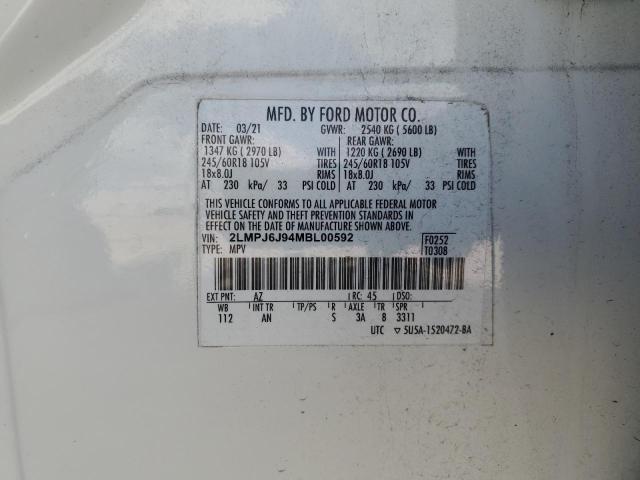 MFD. BY FORD MOTOR CO.
DATE: 03/21 GVWR: 2540 KG ( 5600 LB)
FRONT GAWR: REAR GAWR:
1347 KG ( 2970 LB) WITH 1220 KG ( 2690 LB) WITH
245/60R18 105V TIRES 245/60R18 105V TIRES
18x8.0J RIMS 18x8.0J RIMS
AT 230 kPa/ 33 PSI COLD AT 230 kPa/ 33 PSI COLD
THIS VEHICLE CONFORMS TO ALL APPLICABLE FEDERAL MOTOR
VEHICLE SAFETY AND THEFT PREVENTION STANDARDS IN
EFFECT ON THE DATE OF MANUFACTURE SHOWN ABOVE.
VIN: 2LMPJ6J94MBL00592 F0252
TYPE: MPV T0308
EXT PNT: AZ RC: 45 DSO:
WB INT TR TP/PS R AXLE TR SPR
112 AN S 3A 8 3311
UTC ▽ 5U5A-1520472-BA